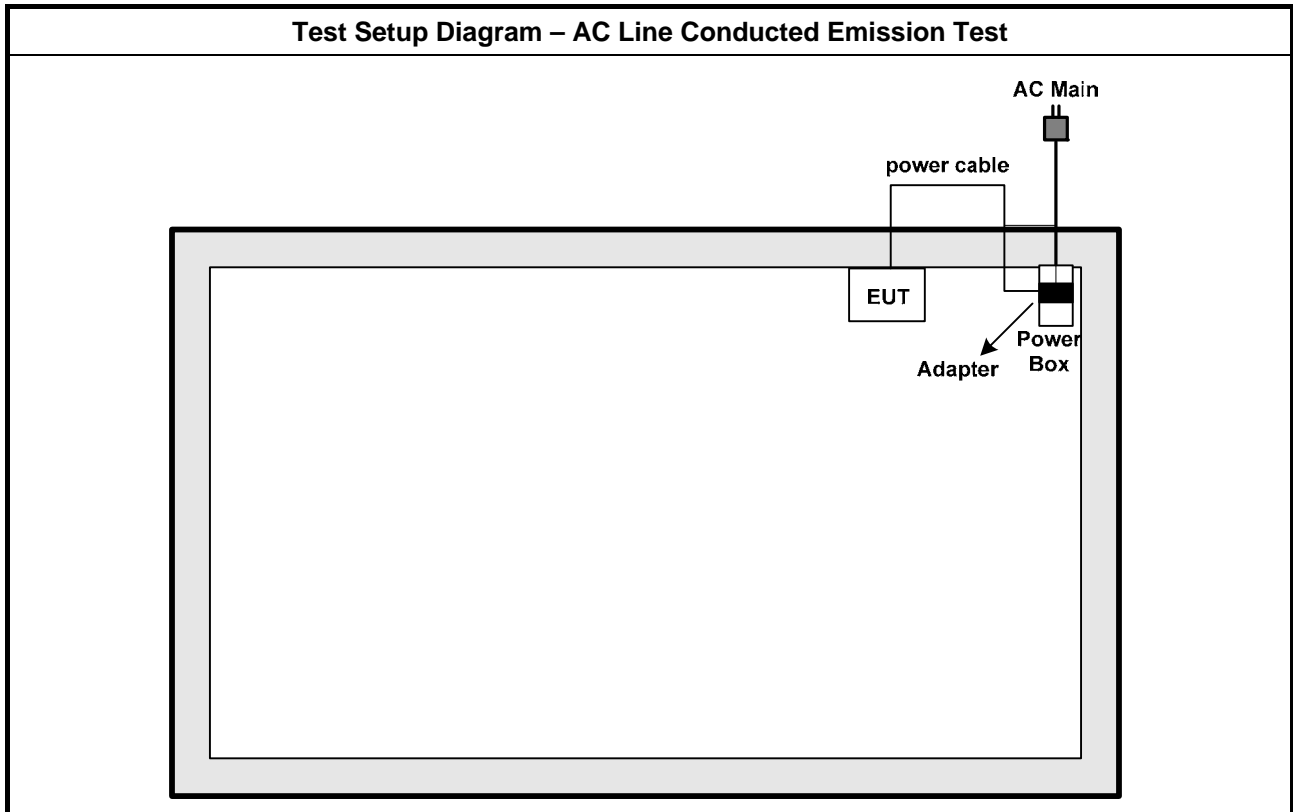 Test Setup Diagram – AC Line Conducted Emission Test
AC Main
power cable
EUT
Power
Box
Adapter